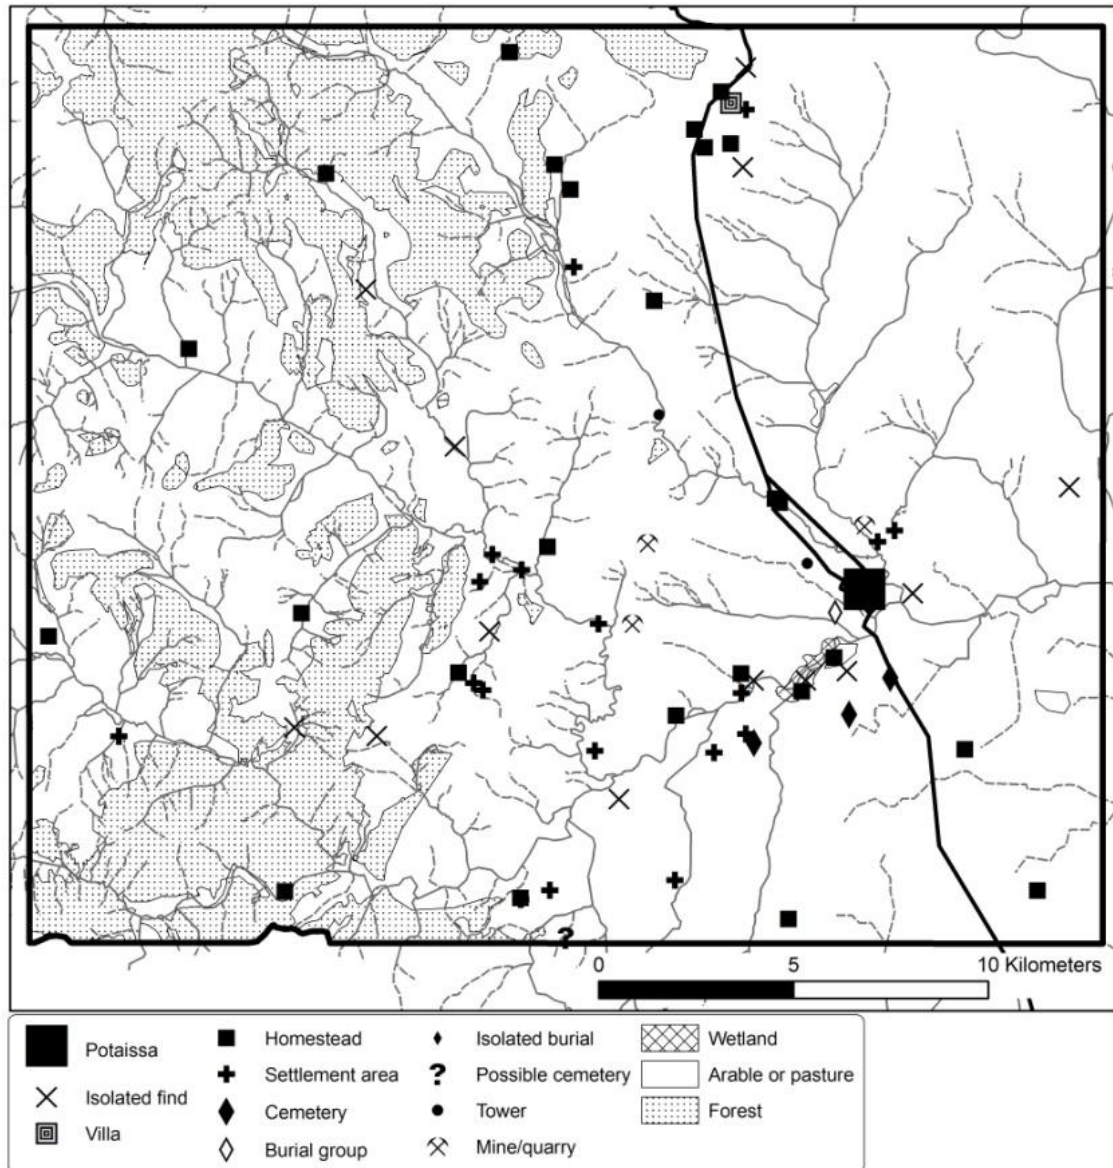 ?
0 5 10 Kilometers
Potaissa
Isolated find
Villa
Homestead
Settlement area
Cemetery
Burial group
Isolated burial
? Possible cemetery
Tower
Mine/quarry
Wetland
Arable or pasture
Forest